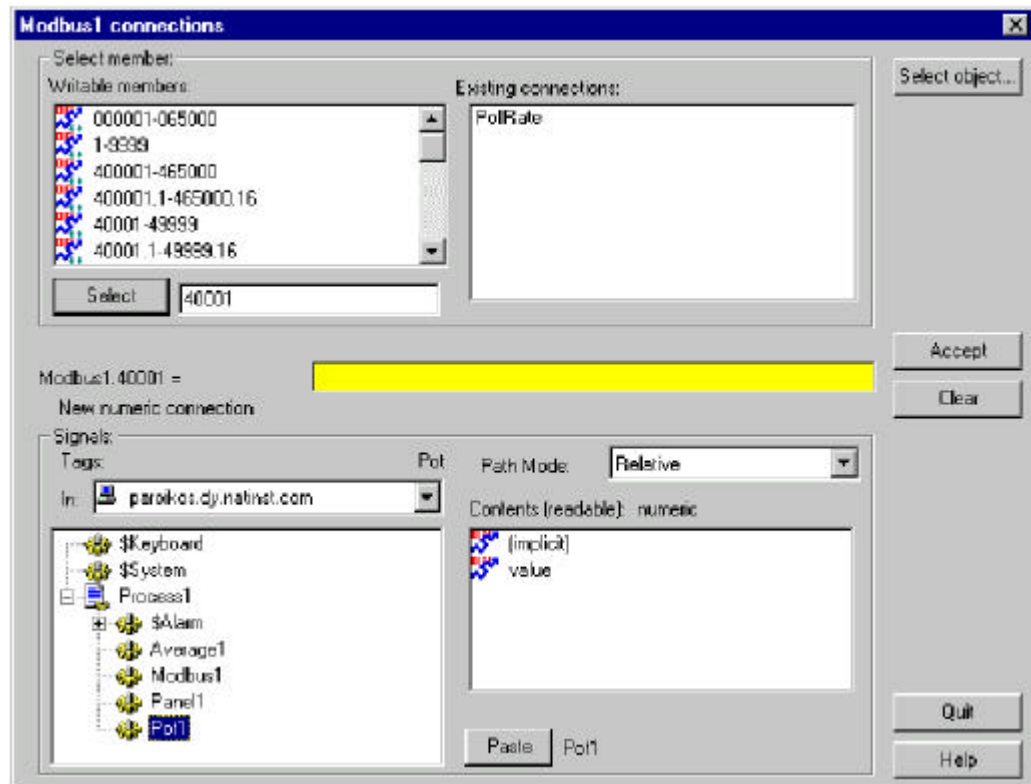 Modbus1 connections
Select member:
Writable members:
000001-065000
1-9999
400001-465000
400001.1-465000.16
40001-49999
40001.1-49999.16
Select
40001
Existing connections:
PollRate
Select object...
Accept
Clear
Modbus1.40001 =
New numeric connection
Signals:
Tags:
Pot
In:
paroikos.dy.natinst.com
$Keyboard
$System
Process1
$Alarm
Average1
Modbus1
Panel1
Pot1
Path Mode:
Relative
Contents (readable): numeric
(implicit)
value
Paste
Pot1
Quit
Help